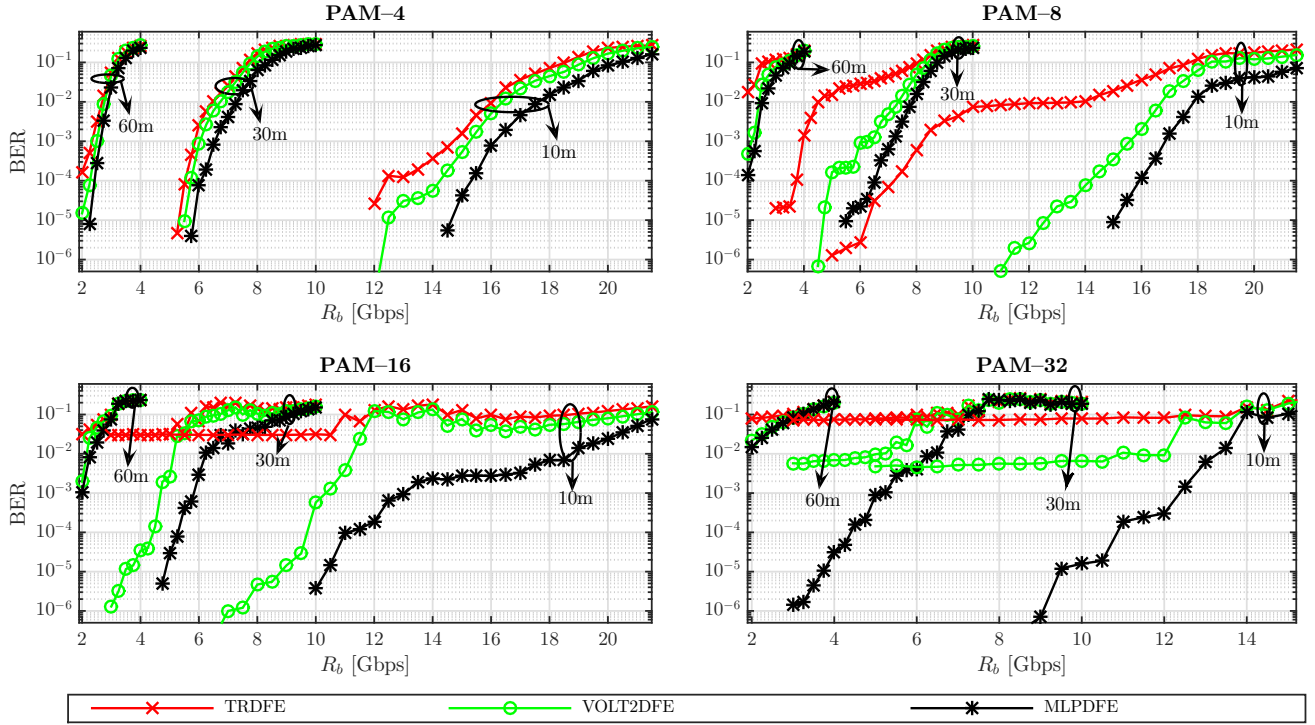 PAM–4
PAM–8
BER
10^-1
10^-2
10^-3
10^-4
10^-5
10^-6
60m
30m
10m
2 4 6 8 10 12 14 16 18 20
R_b [Gbps]
BER
10^-1
10^-2
10^-3
10^-4
10^-5
10^-6
60m
30m
10m
2 4 6 8 10 12 14 16 18 20
R_b [Gbps]
PAM–16
PAM–32
BER
10^-1
10^-2
10^-3
10^-4
10^-5
10^-6
60m
30m
10m
2 4 6 8 10 12 14 16 18 20
R_b [Gbps]
10^-1
10^-2
10^-3
10^-4
10^-5
10^-6
60m
30m
10m
2 4 6 8 10 12 14
R_b [Gbps]
TRDFE VOLT2DFE MLPDFE